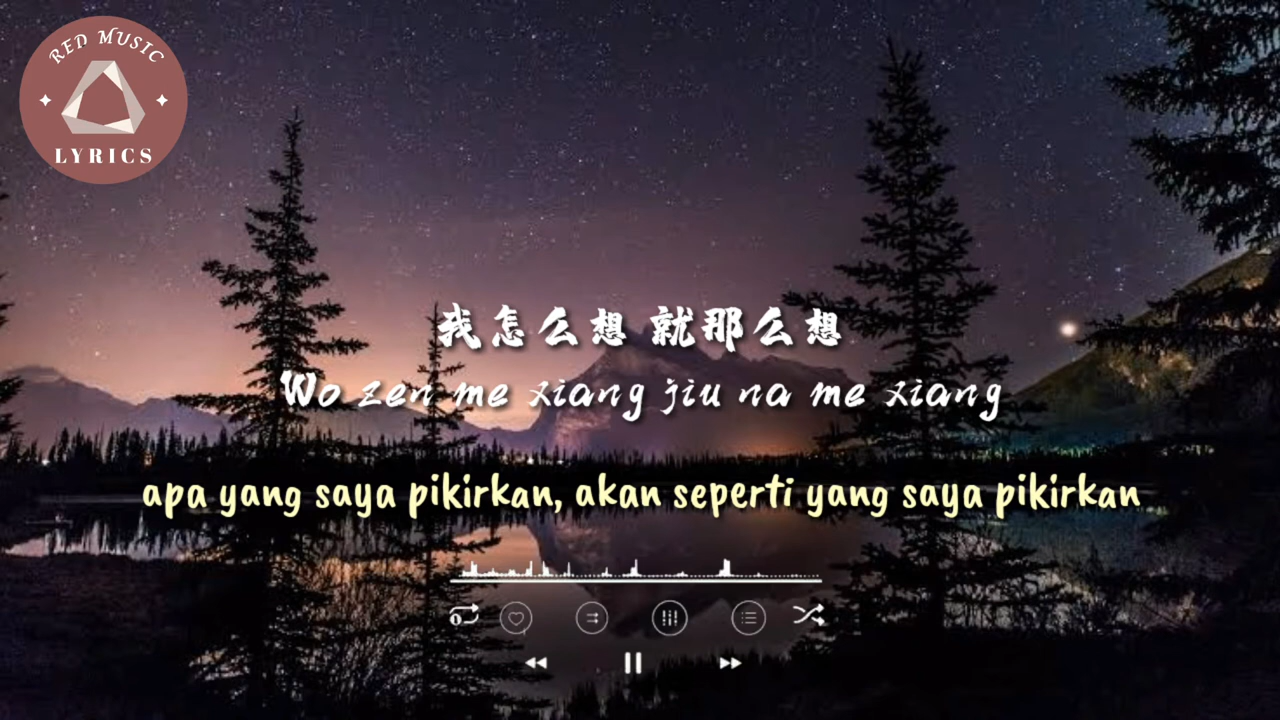 RED MUSIC
LYRICS
我怎么想 就那么想
Wo zen me xiang jiu na me xiang
apa yang saya pikirkan, akan seperti yang saya pikirkan